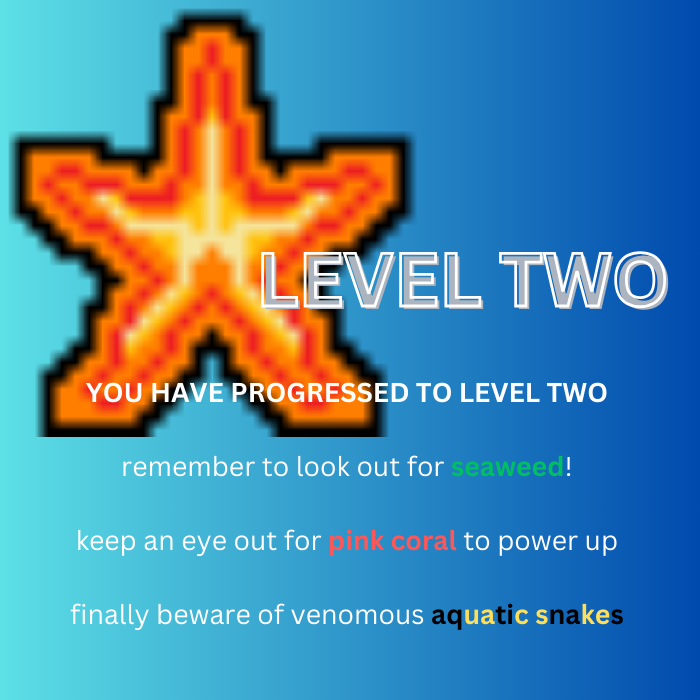 LEVEL TWO
YOU HAVE PROGRESSED TO LEVEL TWO
remember to look out for seaweed!
keep an eye out for pink coral to power up
finally beware of venomous aquatic snakes